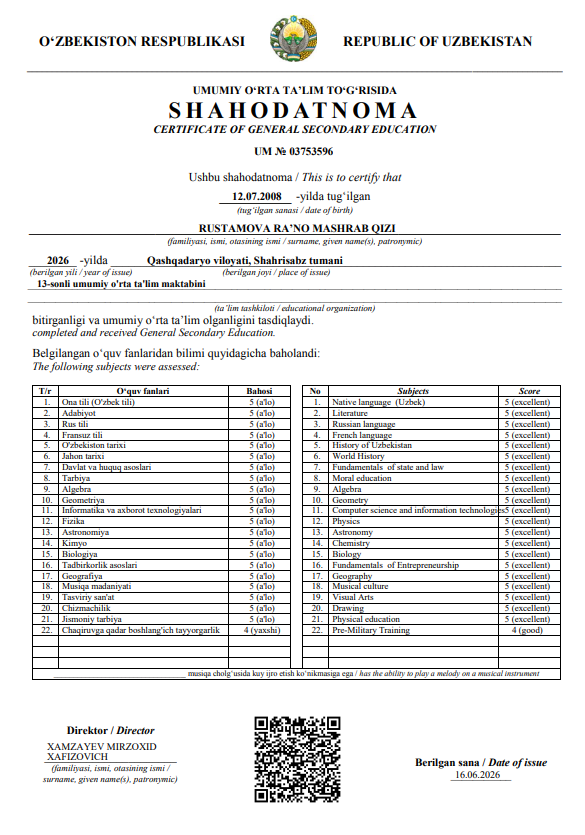 O‘ZBEKISTON RESPUBLIKASI REPUBLIC OF UZBEKISTAN
UMUMIY O‘RTA TA’LIM TO‘G‘RISIDA
SHAHODATNOMA
CERTIFICATE OF GENERAL SECONDARY EDUCATION
UM № 03753596
Ushbu shahodatnoma / This is to certify that
12.07.2008 -yilda tug‘ilgan
(tug‘ilgan sanasi / date of birth)
RUSTAMOVA RA’NO MASHRAB QIZI
(familiyasi, ismi, otasining ismi / surname, given name(s), patronymic)
2026 -yilda Qashqadaryo viloyati, Shahrisabz tumani
(berilgan yili / year of issue) (berilgan joyi / place of issue)
13-sonli umumiy o'rta ta'lim maktabini
(ta’lim tashkiloti / educational organization)
bitirganligi va umumiy o‘rta ta’lim olganligini tasdiqlaydi.
completed and received General Secondary Education.
Belgilangan o‘quv fanlaridan bilimi quyidagicha baholandi:
The following subjects were assessed:
T/r O‘quv fanlari Bahosi No Subjects Score
1. Ona tili (O'zbek tili) 5 (a'lo) 1. Native language (Uzbek) 5 (excellent)
2. Adabiyot 5 (a'lo) 2. Literature 5 (excellent)
3. Rus tili 5 (a'lo) 3. Russian language 5 (excellent)
4. Fransuz tili 5 (a'lo) 4. French language 5 (excellent)
5. O'zbekiston tarixi 5 (a'lo) 5. History of Uzbekistan 5 (excellent)
6. Jahon tarixi 5 (a'lo) 6. World History 5 (excellent)
7. Davlat va huquq asoslari 5 (a'lo) 7. Fundamentals of state and law 5 (excellent)
8. Tarbiya 5 (a'lo) 8. Moral education 5 (excellent)
9. Algebra 5 (a'lo) 9. Algebra 5 (excellent)
10. Geometriya 5 (a'lo) 10. Geometry 5 (excellent)
11. Informatika va axborot texnologiyalari 5 (a'lo) 11. Computer science and information technologies 5 (excellent)
12. Fizika 5 (a'lo) 12. Physics 5 (excellent)
13. Astronomiya 5 (a'lo) 13. Astronomy 5 (excellent)
14. Kimyo 5 (a'lo) 14. Chemistry 5 (excellent)
15. Biologiya 5 (a'lo) 15. Biology 5 (excellent)
16. Tadbirkorlik asoslari 5 (a'lo) 16. Fundamentals of Entrepreneurship 5 (excellent)
17. Geografiya 5 (a'lo) 17. Geography 5 (excellent)
18. Musiqa madaniyati 5 (a'lo) 18. Musical culture 5 (excellent)
19. Tasviriy san'at 5 (a'lo) 19. Visual Arts 5 (excellent)
20. Chizmachilik 5 (a'lo) 20. Drawing 5 (excellent)
21. Jismoniy tarbiya 5 (a'lo) 21. Physical education 5 (excellent)
22. Chaqiruvga qadar boshlang'ich tayyorgarlik 4 (yaxshi) 22. Pre-Military Training 4 (good)
musiqa cholg‘usida kuy ijro etish ko‘nikmasiga ega / has the ability to play a melody on a musical instrument
Direktor / Director
XAMZAYEV MIRZOXID
XAFIZOVICH
(familiyasi, ismi, otasining ismi /
surname, given name(s), patronymic)
Berilgan sana / Date of issue
16.06.2026